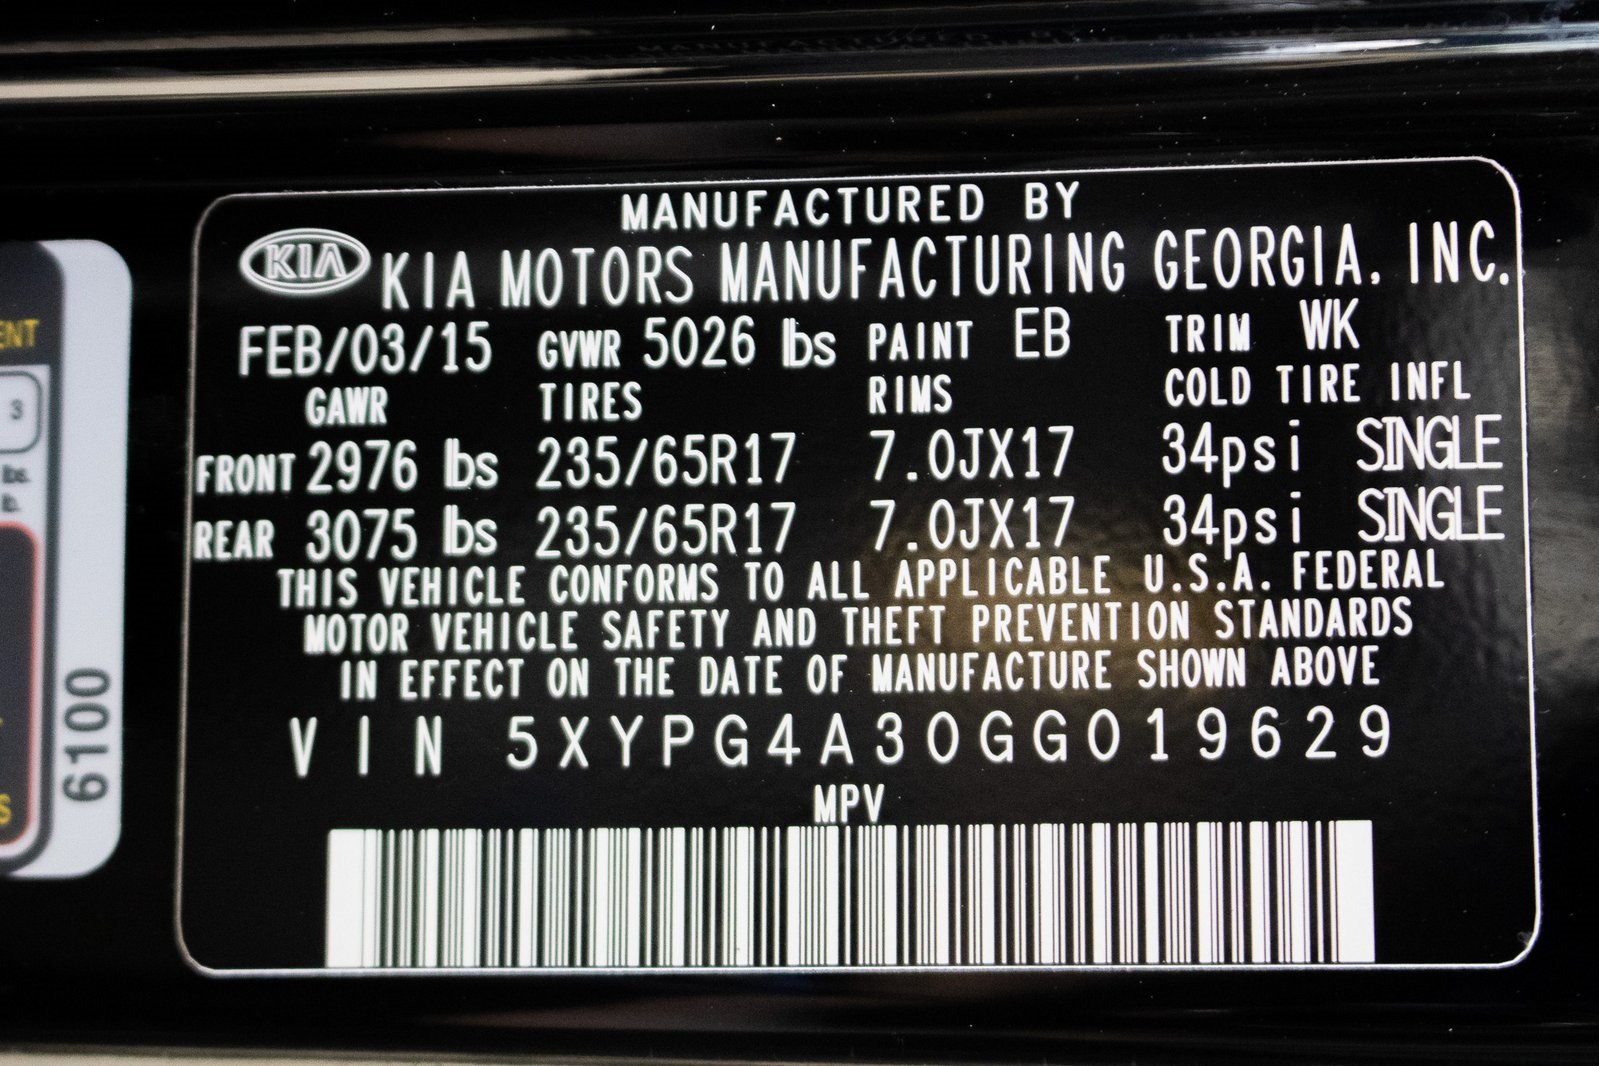 MANUFACTURED BY
KIA KIA MOTORS MANUFACTURING GEORGIA, INC.
FEB/03/15 GVWR 5026 lbs PAINT EB TRIM WK
GAWR TIRES RIMS COLD TIRE INFL
FRONT 2976 lbs 235/65R17 7.0JX17 34psi SINGLE
REAR 3075 lbs 235/65R17 7.0JX17 34psi SINGLE
THIS VEHICLE CONFORMS TO ALL APPLICABLE U.S.A. FEDERAL
MOTOR VEHICLE SAFETY AND THEFT PREVENTION STANDARDS
IN EFFECT ON THE DATE OF MANUFACTURE SHOWN ABOVE
VIN 5XYPG4A30GG019629
MPV
3
6100